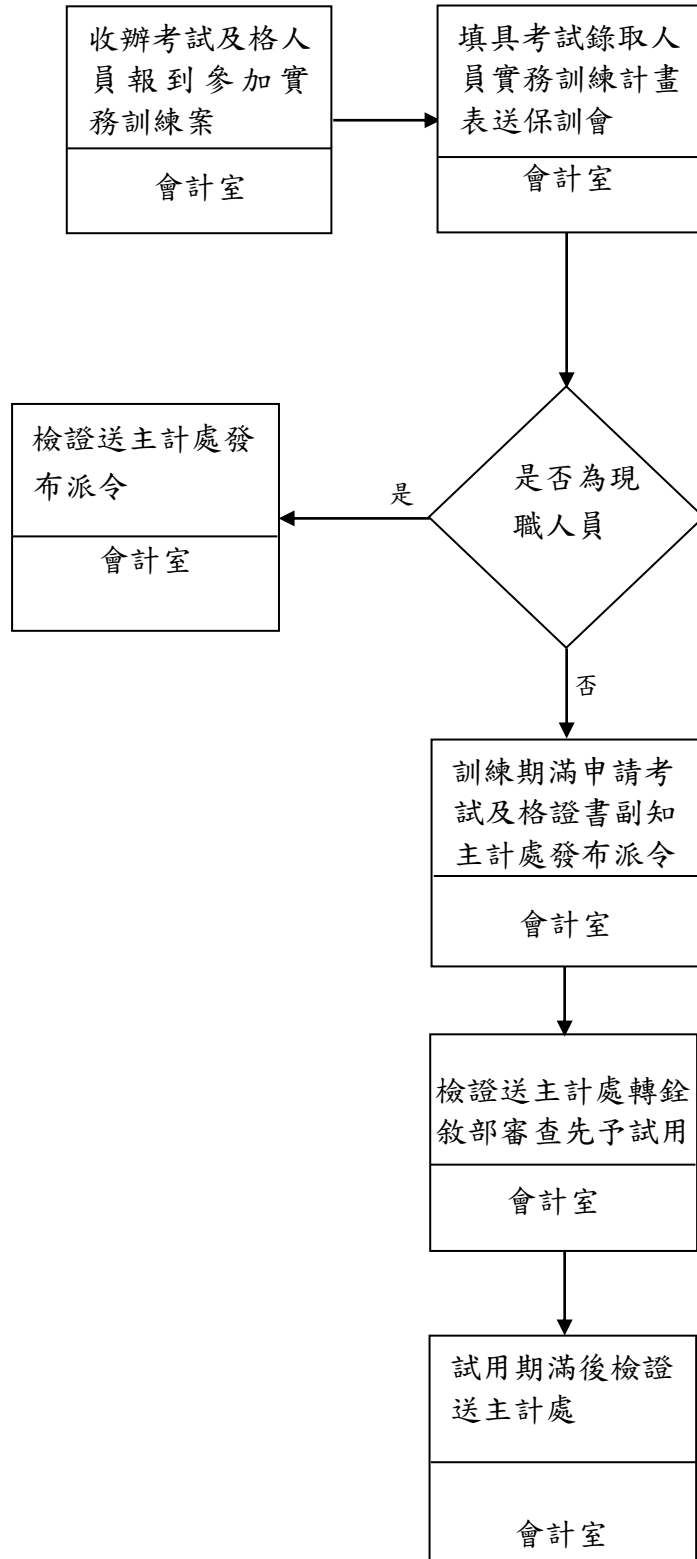 收辦考試及格人
員報到參加實
務訓練案
會計室
填具考試錄取人
員實務訓練計畫
表送保訓會
會計室
是否為現
職人員
是
檢證送主計處發
布派令
會計室
否
訓練期滿申請考
試及格證書副知
主計處發布派令
會計室
檢證送主計處轉銓
敘部審查先予試用
會計室
試用期滿後檢證
送主計處
會計室